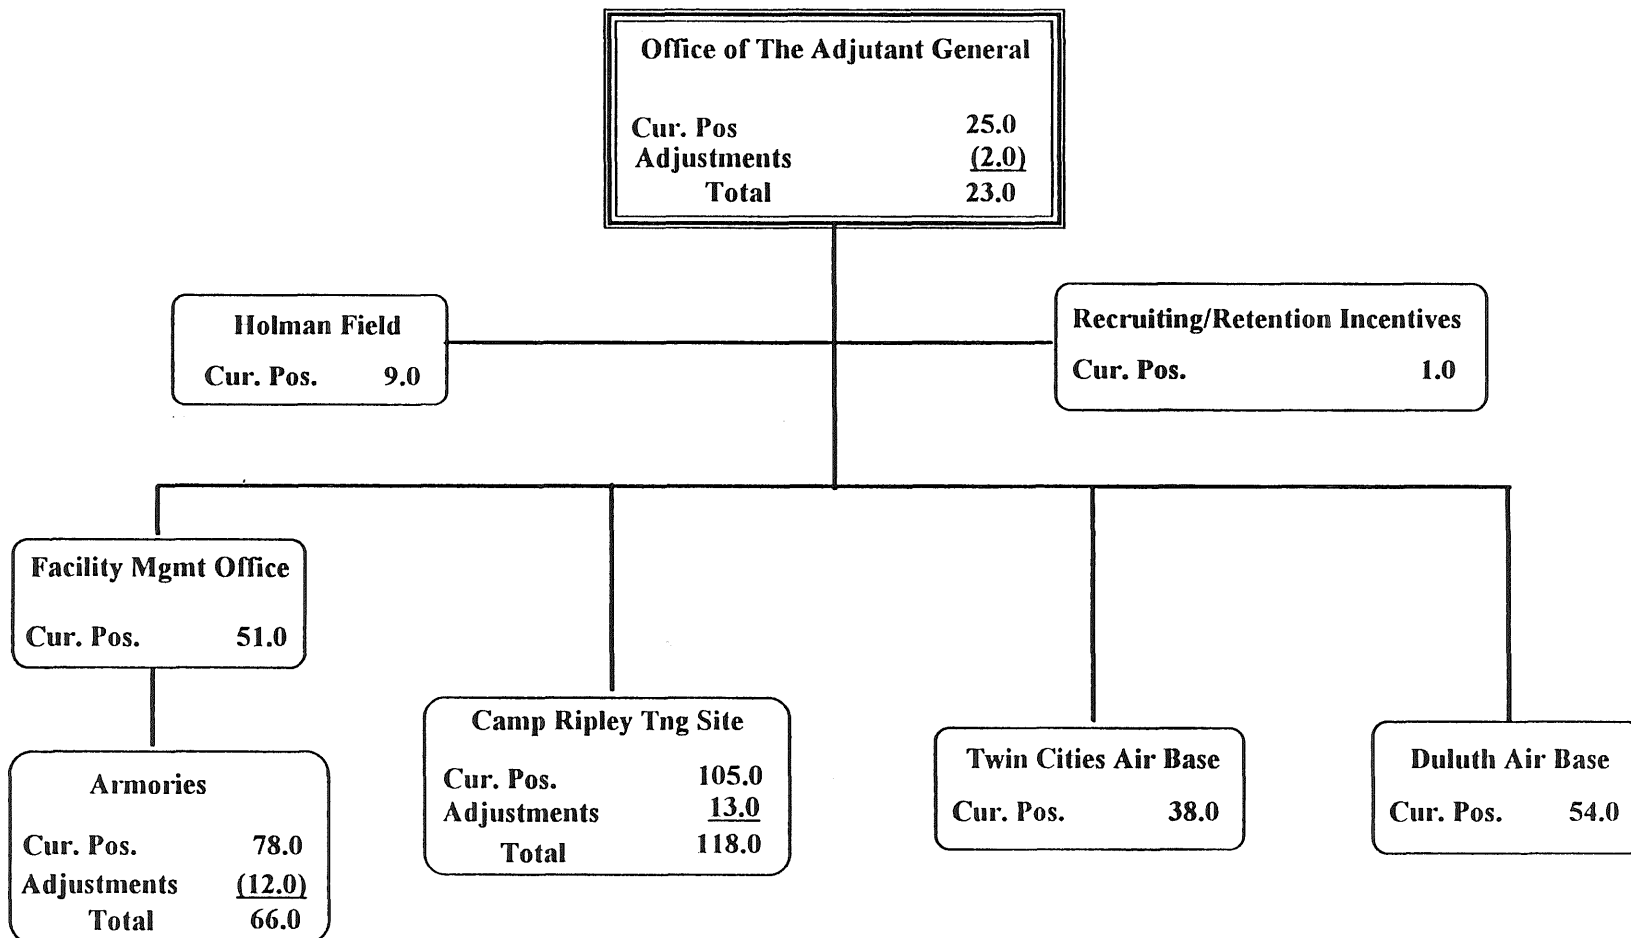 Office of The Adjutant General
Cur. Pos 25.0
Adjustments (2.0)
Total 23.0
Holman Field
Cur. Pos. 9.0
Recruiting/Retention Incentives
Cur. Pos. 1.0
Facility Mgmt Office
Cur. Pos. 51.0
Armories
Cur. Pos. 78.0
Adjustments (12.0)
Total 66.0
Camp Ripley Tng Site
Cur. Pos. 105.0
Adjustments 13.0
Total 118.0
Twin Cities Air Base
Cur. Pos. 38.0
Duluth Air Base
Cur. Pos. 54.0